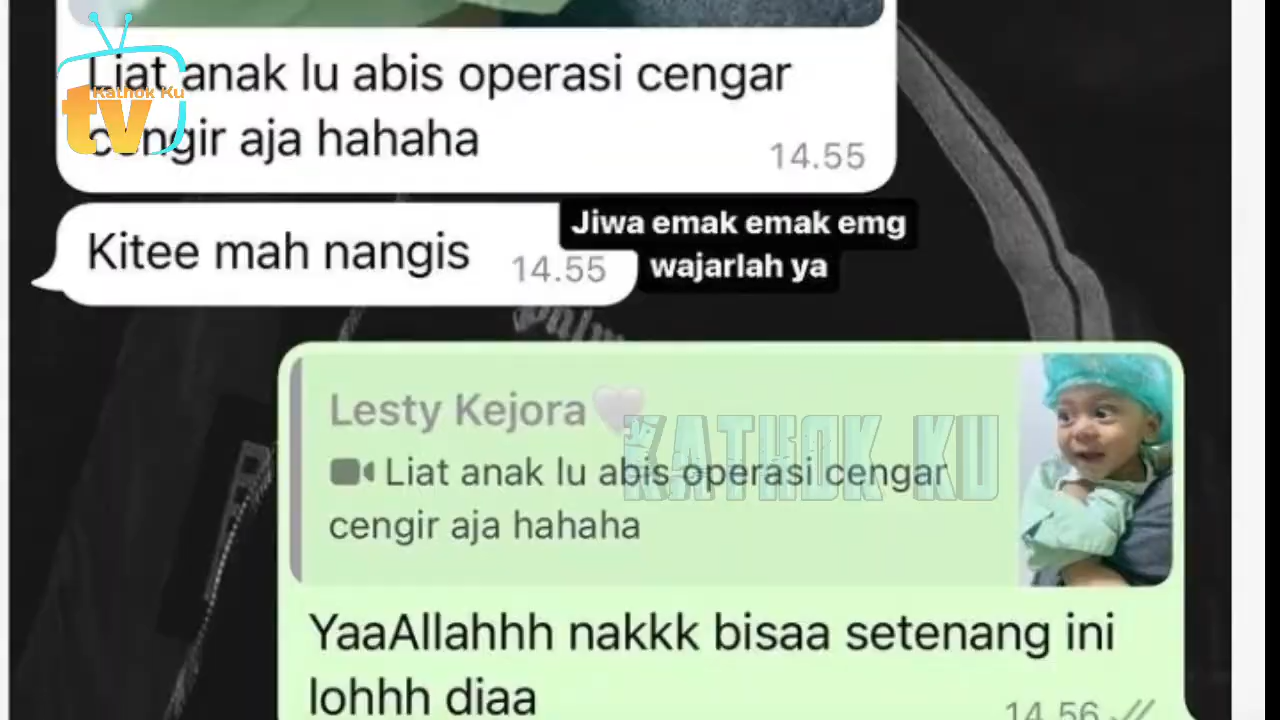 Liat anak lu abis operasi cengar
cengir aja hahaha
14.55
Kathok Ku
tv
Kitee mah nangis
14.55
Jiwa emak emak emg
wajarlah ya
Lesty Kejora
KATHOK KU
Liat anak lu abis operasi cengar
cengir aja hahaha
YaaAllahhh nakkk bisaa setenang ini
lohhh diaa
14.56